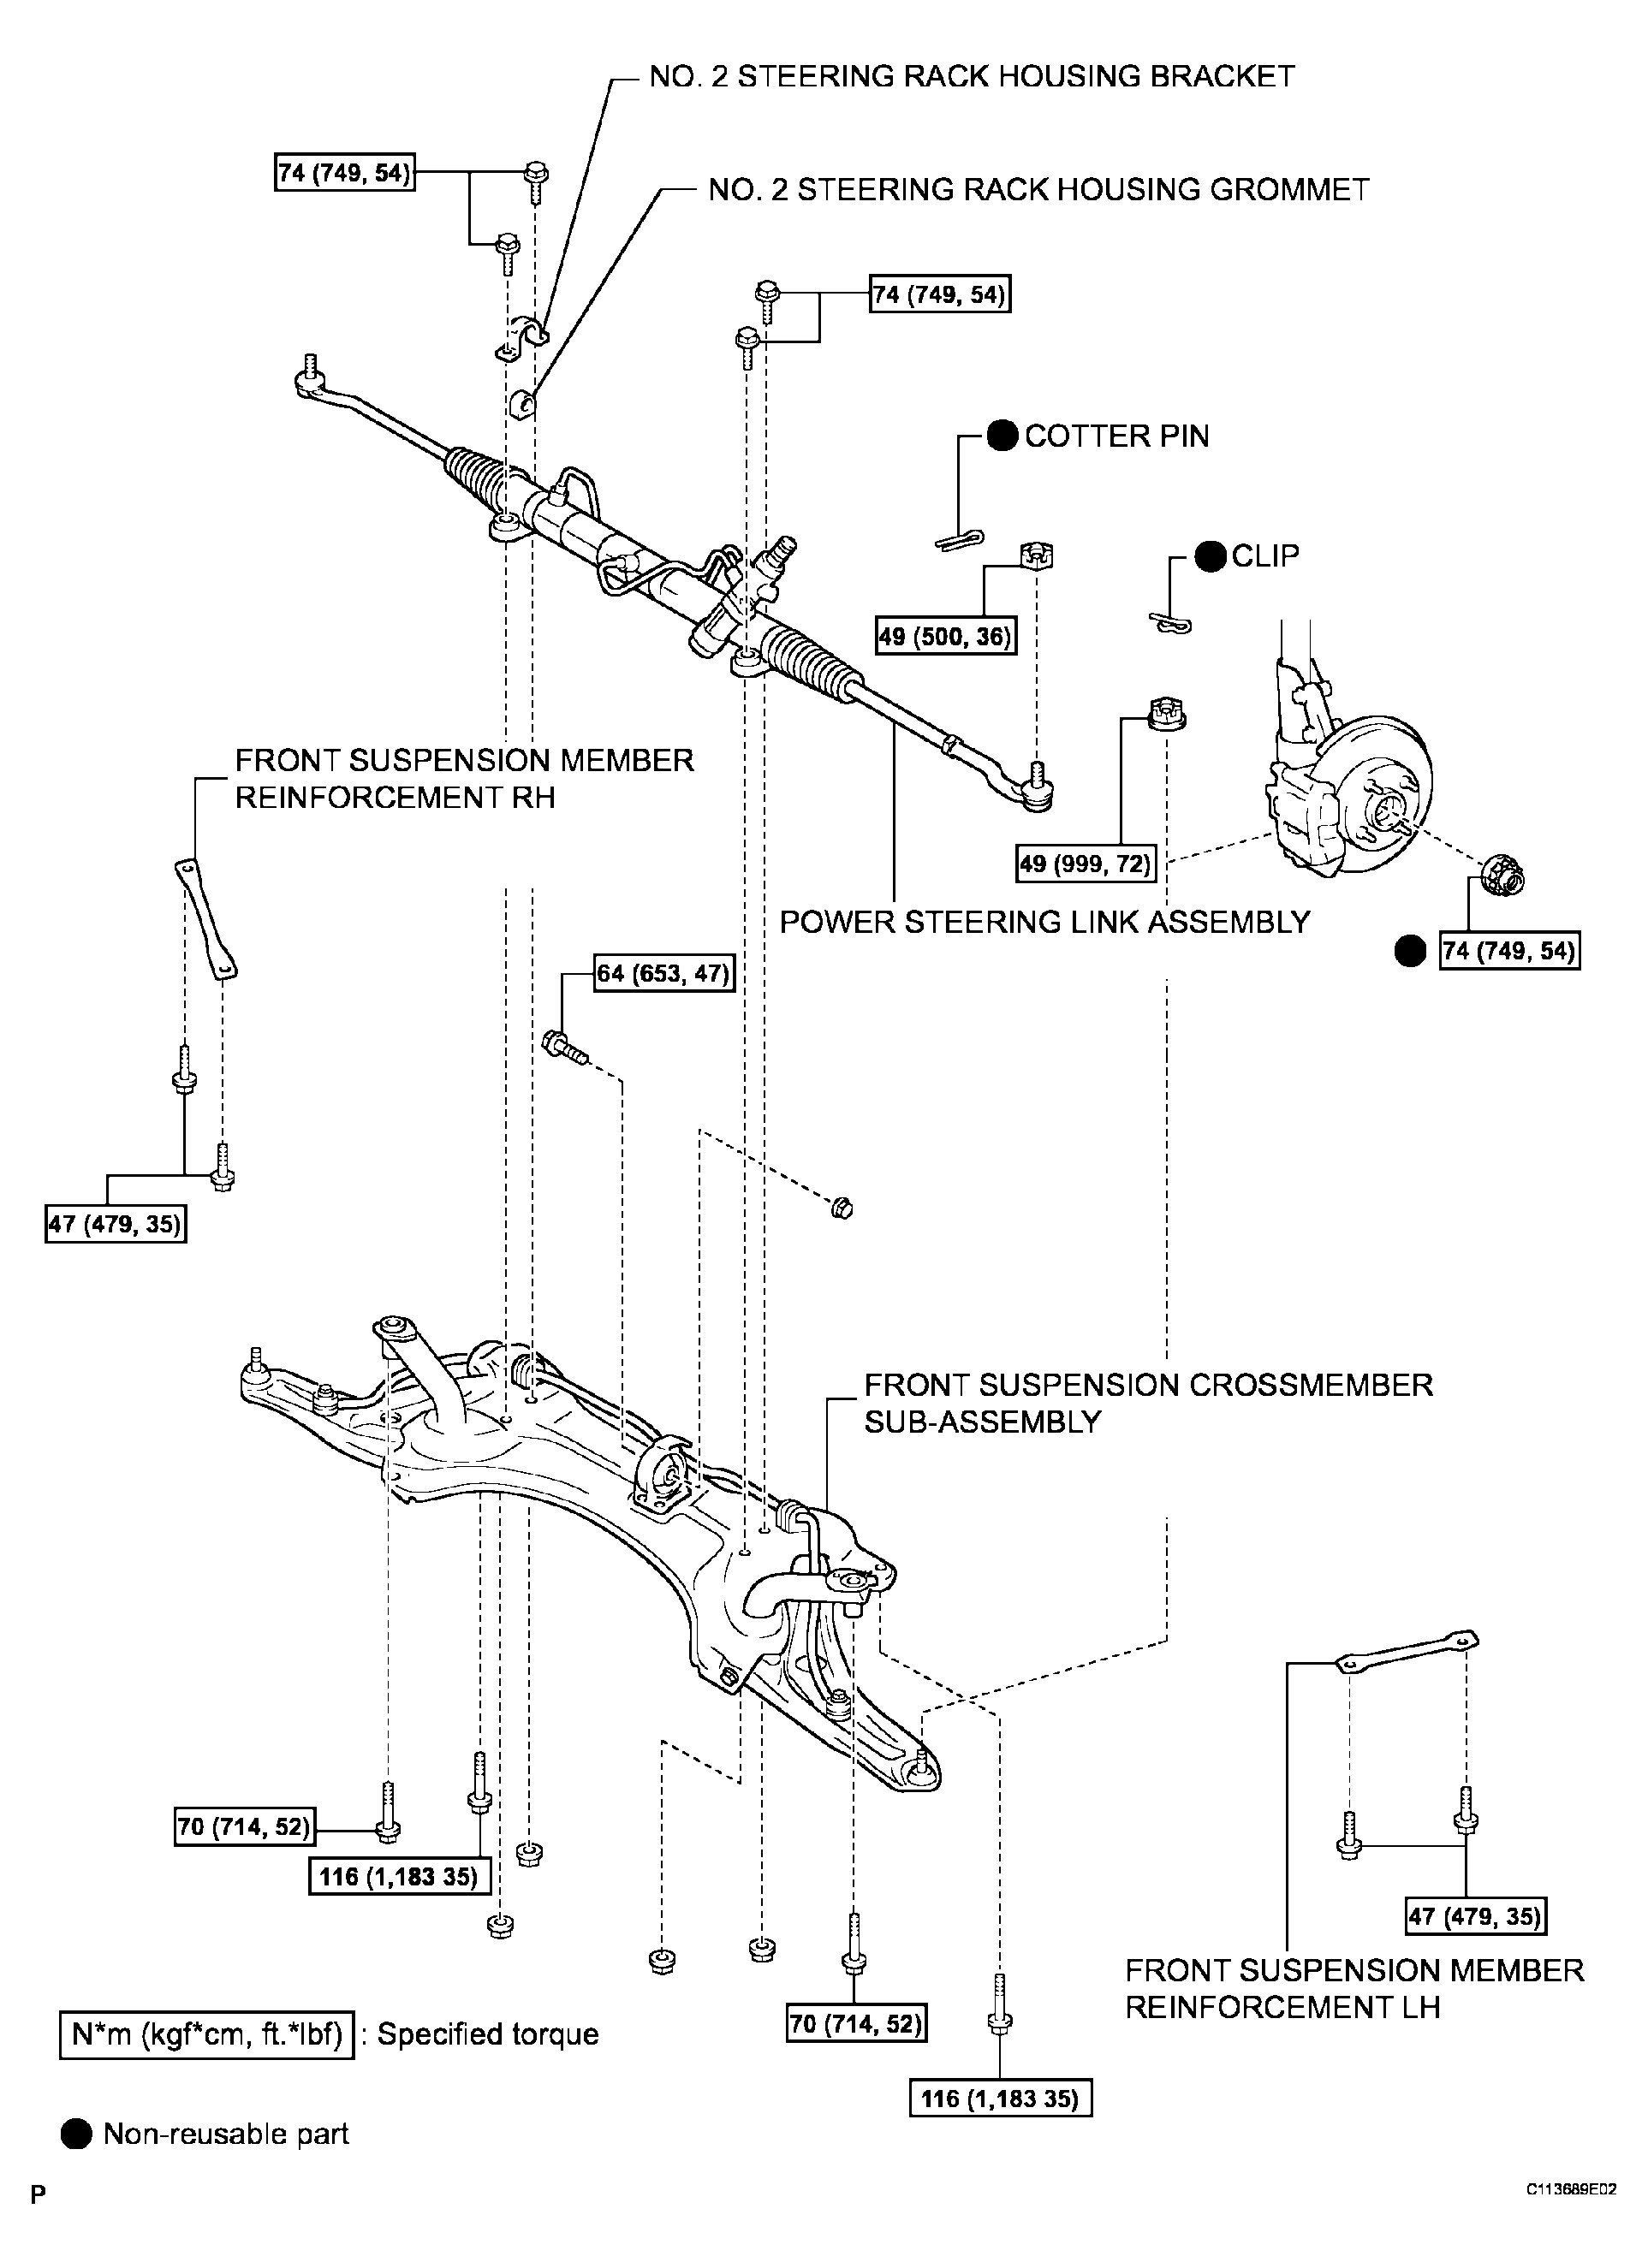 NO. 2 STEERING RACK HOUSING BRACKET
74 (749, 54)
NO. 2 STEERING RACK HOUSING GROMMET
74 (749, 54)
COTTER PIN
CLIP
49 (500, 36)
FRONT SUSPENSION MEMBER
REINFORCEMENT RH
49 (999, 72)
POWER STEERING LINK ASSEMBLY
74 (749, 54)
64 (653, 47)
47 (479, 35)
FRONT SUSPENSION CROSSMEMBER
SUB-ASSEMBLY
70 (714, 52)
116 (1,183 35)
47 (479, 35)
FRONT SUSPENSION MEMBER
REINFORCEMENT LH
70 (714, 52)
N*m (kgf*cm, ft.*lbf) : Specified torque
116 (1,183 35)
Non-reusable part
P
C113689E02